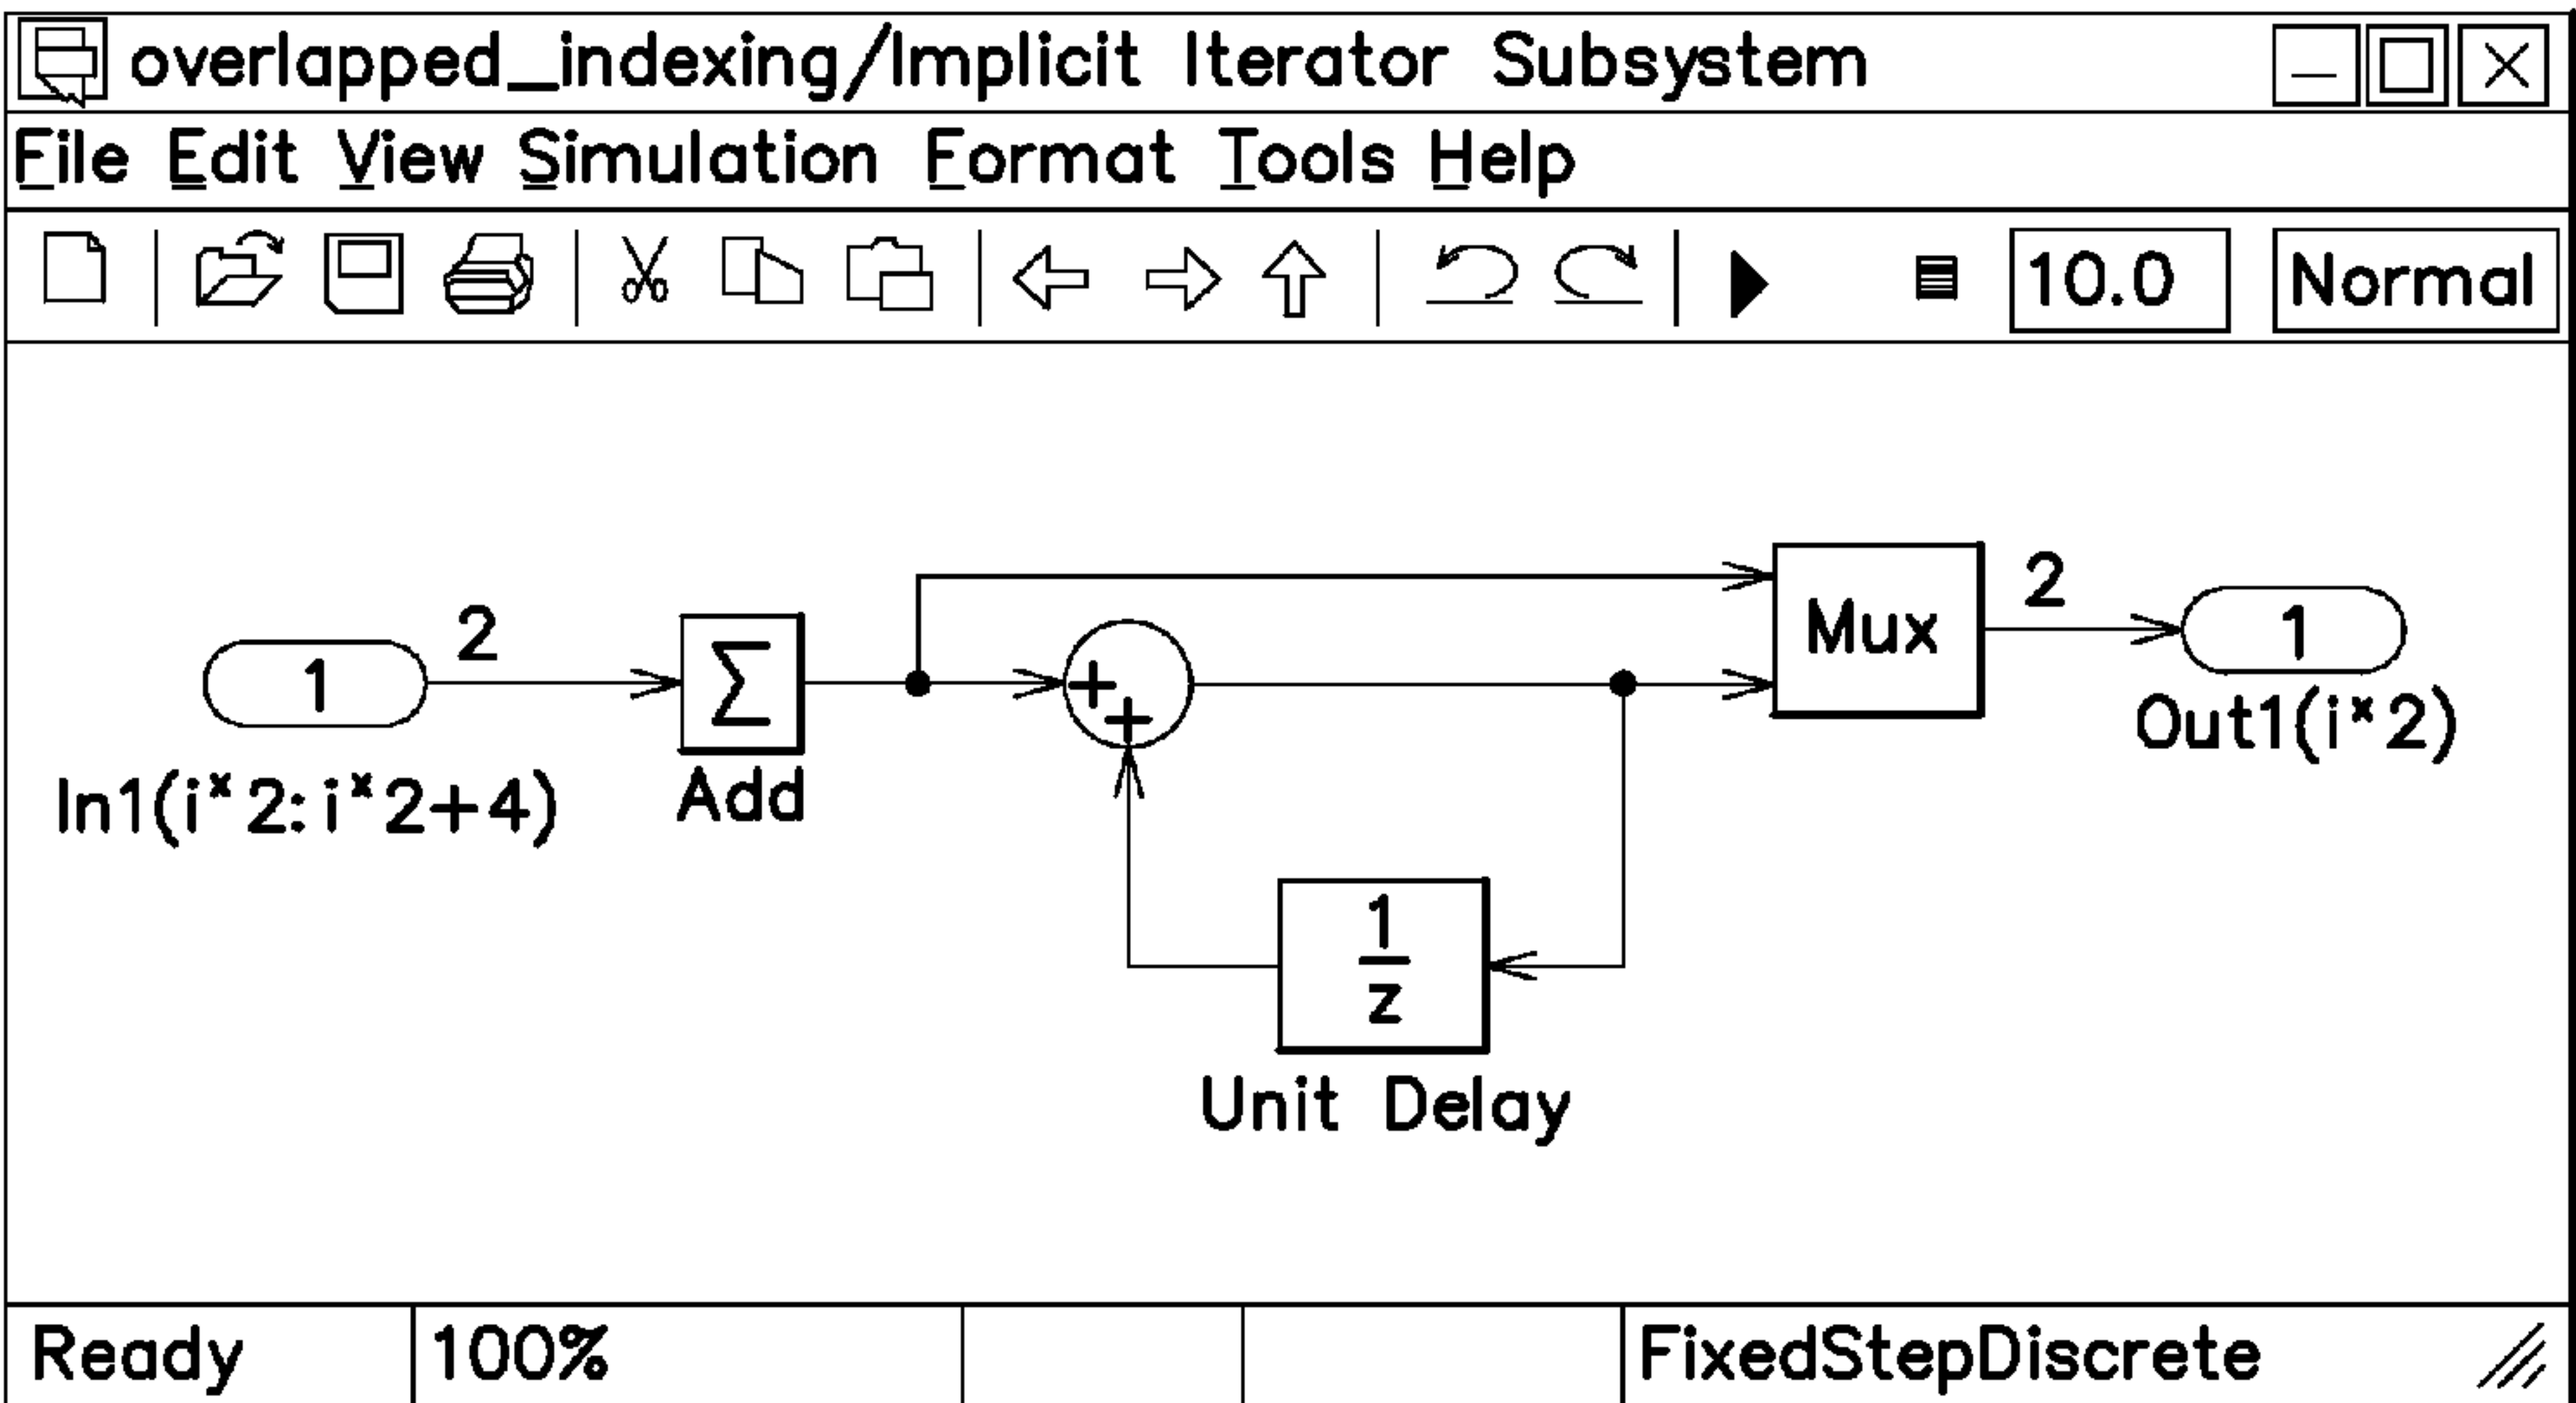 overlapped_indexing/Implicit Iterator Subsystem
File Edit View Simulation Format Tools Help
10.0 Normal
2
1
In1(i*2:i*2+4)
Σ
Add
+
+
Mux
2
1
Out1(i*2)
1
z
Unit Delay
Ready 100% FixedStepDiscrete